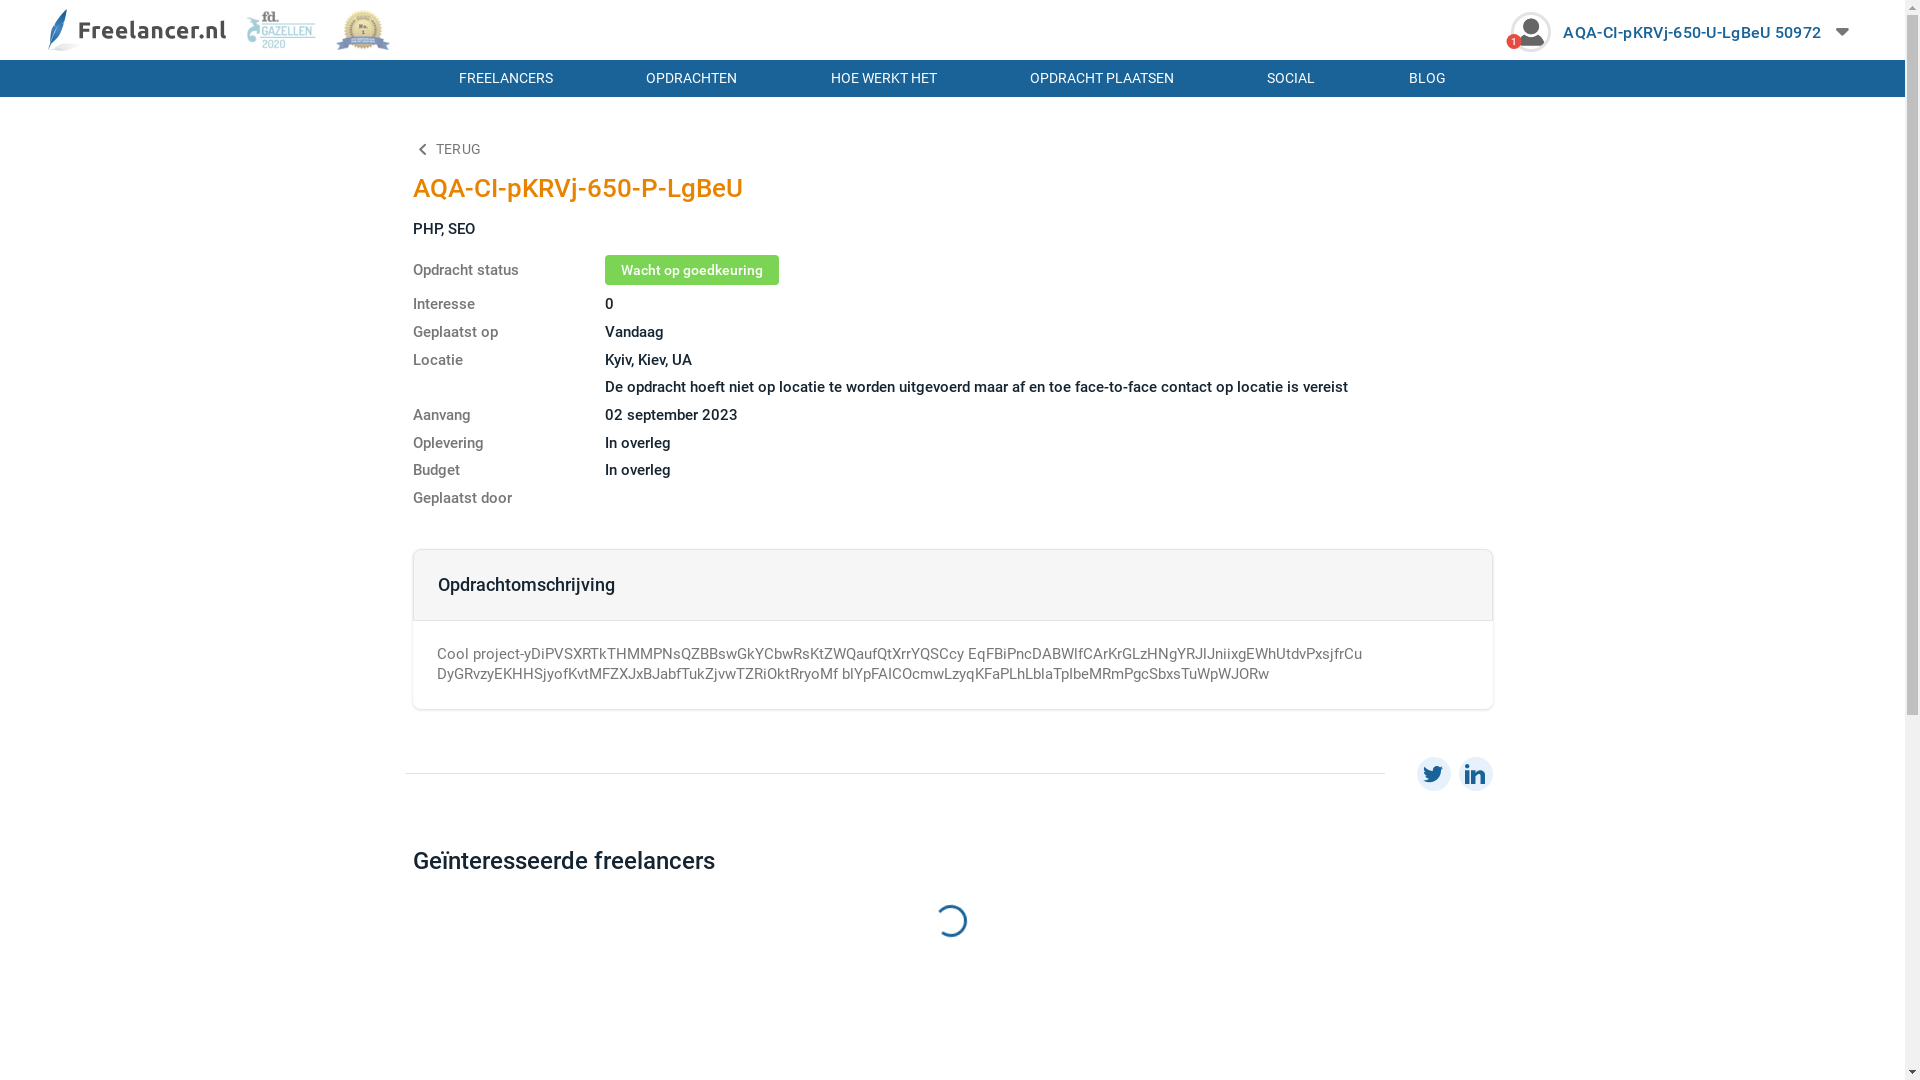 Freelancer.nl
fd.
GAZELLEN
2020
No.
1
1
AQA-CI-pKRVj-650-U-LgBeU 50972
FREELANCERS
OPDRACHTEN
HOE WERKT HET
OPDRACHT PLAATSEN
SOCIAL
BLOG
TERUG
AQA-CI-pKRVj-650-P-LgBeU
PHP, SEO
Opdracht status
Wacht op goedkeuring
Interesse
0
Geplaatst op
Vandaag
Locatie
Kyiv, Kiev, UA
De opdracht hoeft niet op locatie te worden uitgevoerd maar af en toe face-to-face contact op locatie is vereist
Aanvang
02 september 2023
Oplevering
In overleg
Budget
In overleg
Geplaatst door
Opdrachtomschrijving
Cool project-yDiPVSXRTkTHMMPNsQZBBswGkYCbwRsKtZWQaufQtXrrYQSCcy EqFBiPncDABWlfCArKrGLzHNgYRJlJniixgEWhUtdvPxsjfrCu
DyGRvzyEKHHSjyofKvtMFZXJxBJabfTukZjvwTZRiOktRryoMf blYpFAICOcmwLzyqKFaPLhLblaTpIbeMRmPgcSbxsTuWpWJORw
Geïnteresseerde freelancers